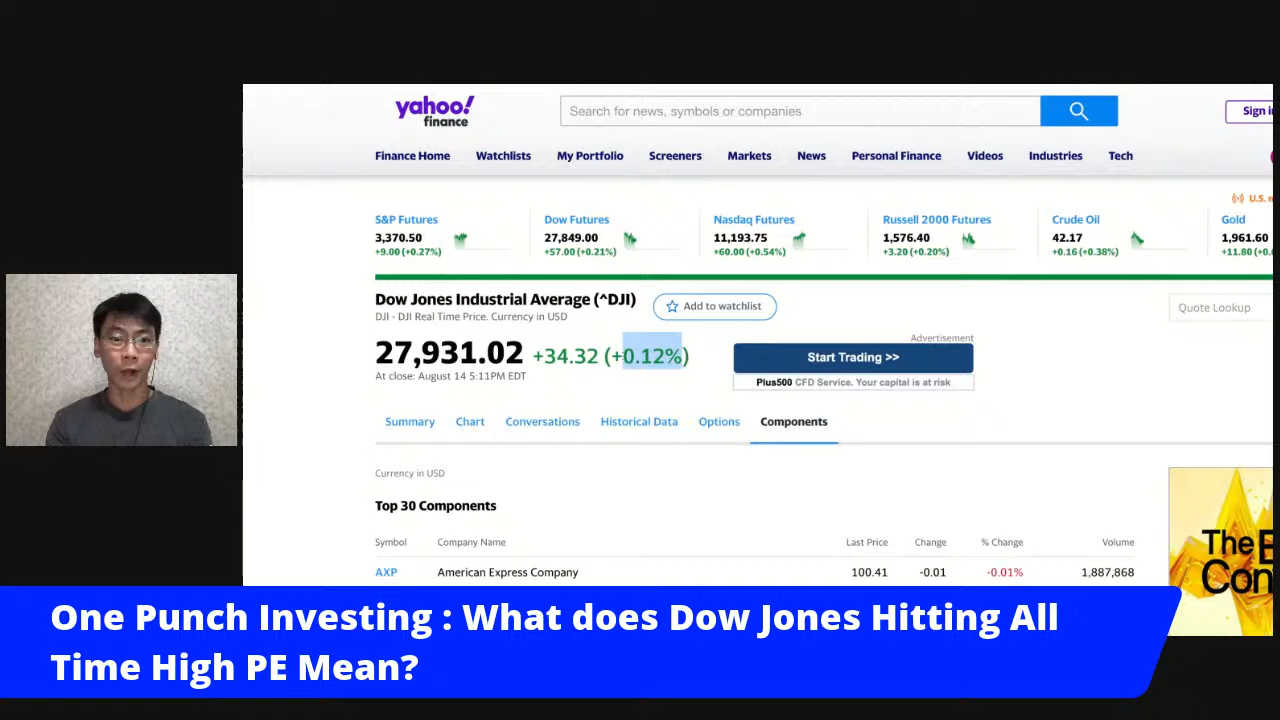 yahoo!
finance
Search for news, symbols or companies
Sign i
Finance Home Watchlists My Portfolio Screeners Markets News Personal Finance Videos Industries Tech
U.S.
S&P Futures Dow Futures Nasdaq Futures Russell 2000 Futures Crude Oil Gold
3,370.50 27,849.00 11,193.75 1,576.40 42.17 1,961.60
+9.00 (+0.27%) +57.00 (+0.21%) +60.00 (+0.54%) +3.20 (+0.20%) +0.16 (+0.38%) +11.80 (+0.
Dow Jones Industrial Average (^DJI) Add to watchlist
Quote Lookup
DJI - DJI Real Time Price. Currency in USD
27,931.02 +34.32 (+0.12%)
At close: August 14 5:11PM EDT
Advertisement
Start Trading >>
Plus500 CFD Service. Your capital is at risk
Summary Chart Conversations Historical Data Options Components
Currency in USD
Top 30 Components
Symbol Company Name Last Price Change % Change Volume
AXP American Express Company 100.41 -0.01 -0.01% 1,887,868
The
Con
One Punch Investing : What does Dow Jones Hitting All
Time High PE Mean?